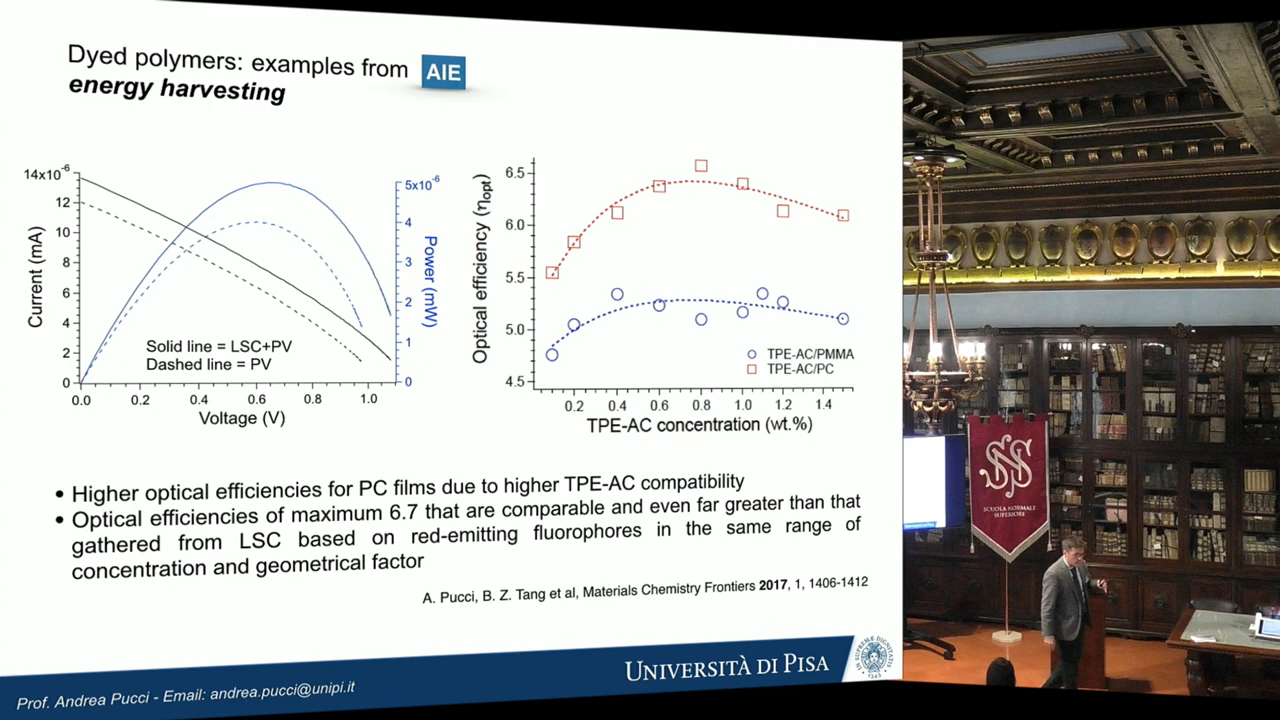 Dyed polymers: examples from AIE
energy harvesting
14x10⁻⁶
12
10
8
6
4
2
0
Current (mA)
0.0 0.2 0.4 0.6 0.8 1.0
Voltage (V)
5x10⁻⁶
4
3
2
1
0
Power (mW)
Solid line = LSC+PV
Dashed line = PV
6.5
6.0
5.5
5.0
4.5
Optical efficiency (ηopt)
0.2 0.4 0.6 0.8 1.0 1.2 1.4
TPE-AC concentration (wt.%)
TPE-AC/PMMA
TPE-AC/PC
• Higher optical efficiencies for PC films due to higher TPE-AC compatibility
• Optical efficiencies of maximum 6.7 that are comparable and even far greater than that
gathered from LSC based on red-emitting fluorophores in the same range of
concentration and geometrical factor
A. Pucci, B. Z. Tang et al, Materials Chemistry Frontiers 2017, 1, 1406-1412
Prof. Andrea Pucci - Email: andrea.pucci@unipi.it
UNIVERSITÀ DI PISA
IN SUPREMÆ DIGNITATIS
1343
SNS
SCUOLA NORMALE
SUPERIORE